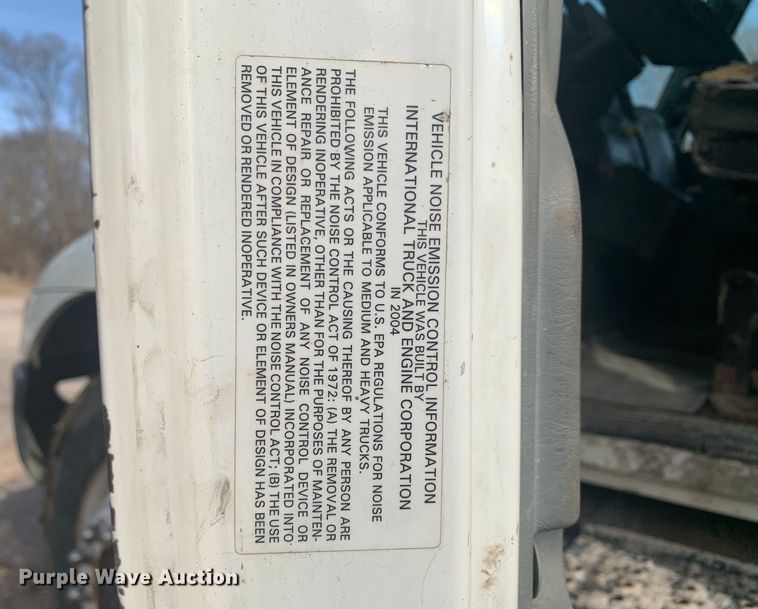 VEHICLE NOISE EMISSION CONTROL INFORMATION
THIS VEHICLE WAS BUILT BY
INTERNATIONAL TRUCK AND ENGINE CORPORATION
IN 2004
THIS VEHICLE CONFORMS TO U.S. EPA REGULATIONS FOR NOISE
EMISSION APPLICABLE TO MEDIUM AND HEAVY TRUCKS.
THE FOLLOWING ACTS OR THE CAUSING THEREOF BY ANY PERSON ARE
PROHIBITED BY THE NOISE CONTROL ACT OF 1972: (A) THE REMOVAL OR
RENDERING INOPERATIVE, OTHER THAN FOR THE PURPOSES OF MAINTEN-
ANCE REPAIR OR REPLACEMENT OF ANY NOISE CONTROL DEVICE OR
ELEMENT OF DESIGN (LISTED IN OWNERS MANUAL) INCORPORATED INTO
THIS VEHICLE IN COMPLIANCE WITH THE NOISE CONTROL ACT; (B) THE USE
OF THIS VEHICLE AFTER SUCH DEVICE OR ELEMENT OF DESIGN HAS BEEN
REMOVED OR RENDERED INOPERATIVE.
Purple Wave Auction